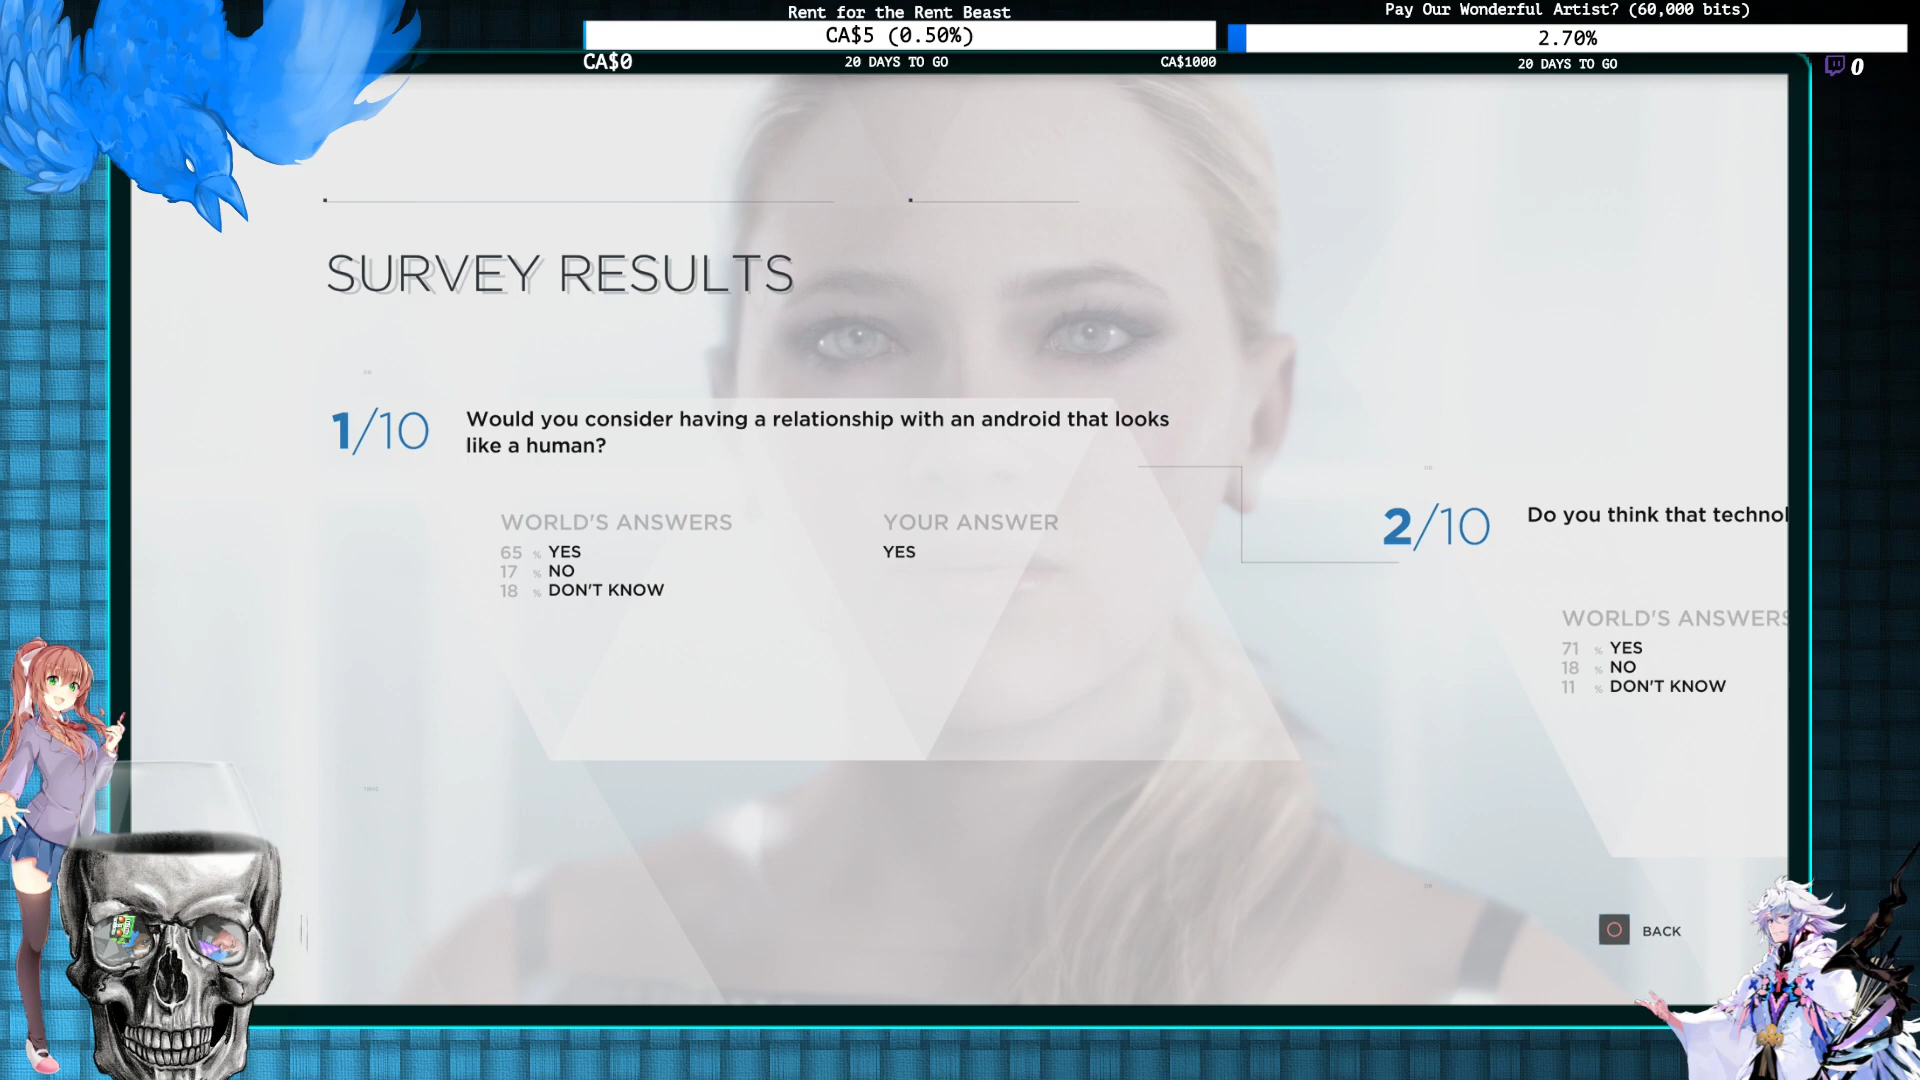 Rent for the Rent Beast
CA$5 (0.50%)
CA$0
20 DAYS TO GO
CA$1000
Pay Our Wonderful Artist? (60,000 bits)
2.70%
20 DAYS TO GO
0
SURVEY RESULTS
1/10
Would you consider having a relationship with an android that looks
like a human?
WORLD'S ANSWERS
65 % YES
17 % NO
18 % DON'T KNOW
YOUR ANSWER
YES
2/10
Do you think that technol
WORLD'S ANSWERS
71 % YES
18 % NO
11 % DON'T KNOW
BACK